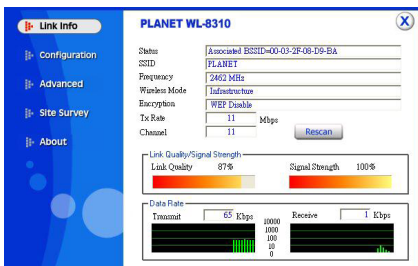 Link Info
PLANET WL-8310
X
Configuration
Advanced
Site Survey
About
Status Associated BSSID=00-03-2F-08-D9-BA
SSID PLANET
Frequency 2462 MHz
Wireless Mode Infrastructure
Encryption WEP Disable
Tx Rate 11 Mbps
Channel 11 Rescan
Link Quality/Signal Strength
Link Quality 87% Signal Strength 100%
Data Rate
Transmit 65 Kbps Receive 1 Kbps
10000
1000
100
10
0